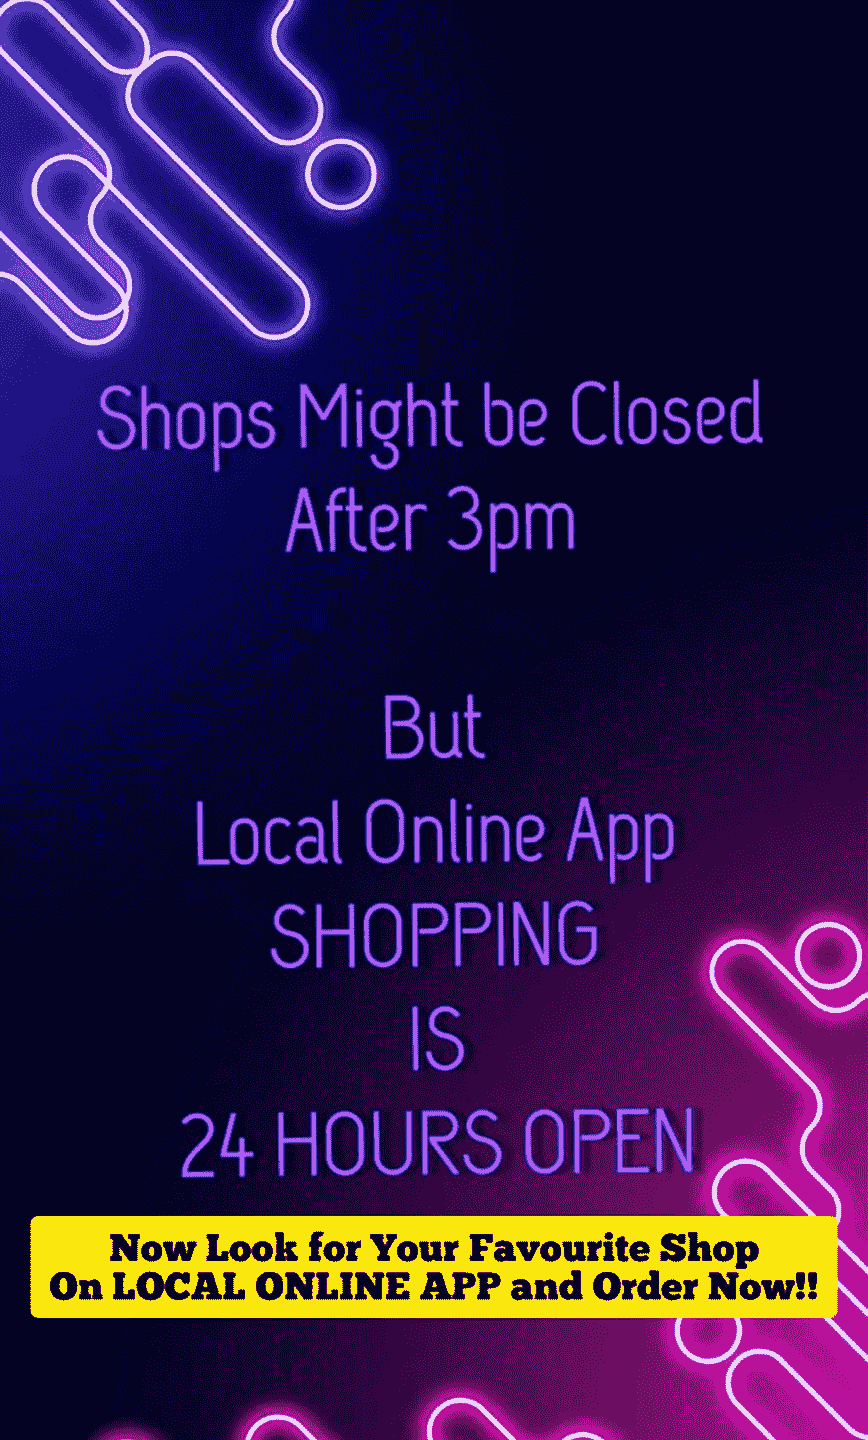 Shops Might be Closed
After 3pm
But
Local Online App
SHOPPING
IS
24 HOURS OPEN
Now Look for Your Favourite Shop
On LOCAL ONLINE APP and Order Now!!